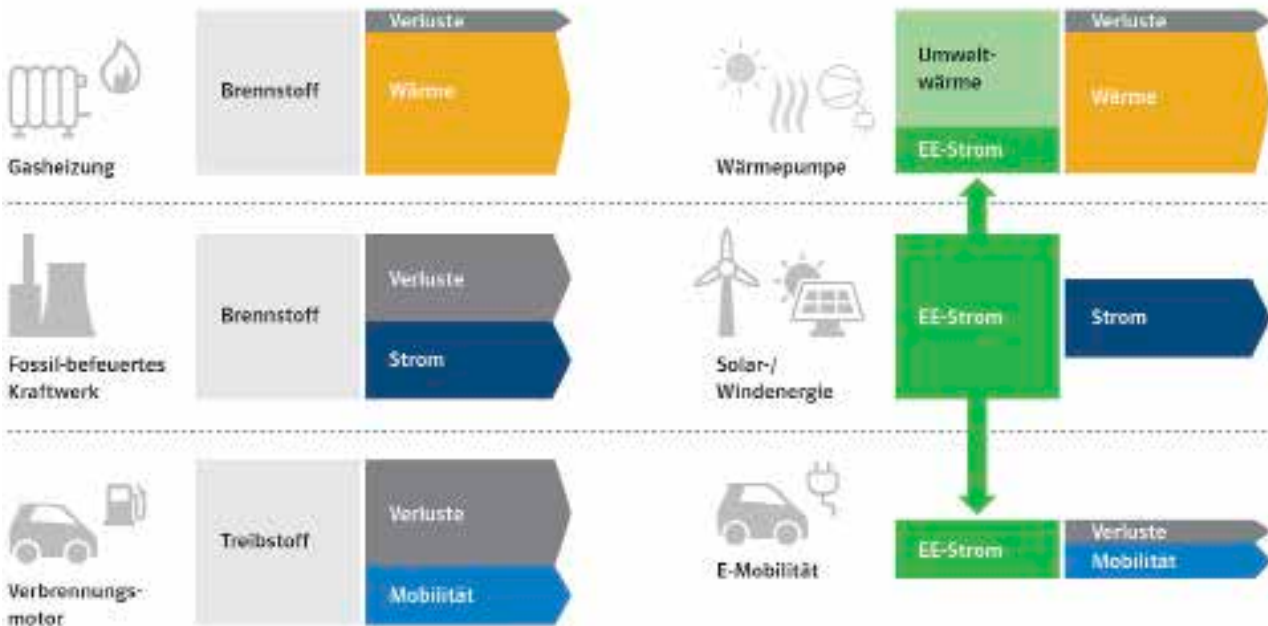 Verluste
Brennstoff
Wärme
Gasheizung
Umwelt-
wärme
EE-Strom
Verluste
Wärme
Wärmepumpe
Brennstoff
Verluste
Strom
Fossil-befeuertes
Kraftwerk
EE-Strom
Strom
Solar-/
Windenergie
Treibstoff
Verluste
Mobilität
Verbrennungs-
motor
EE-Strom
Verluste
Mobilität
E-Mobilität